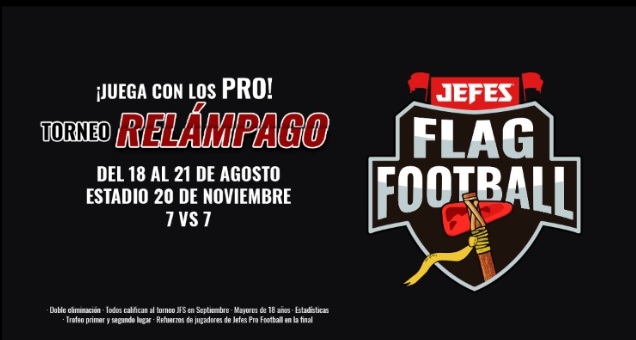 ¡JUEGA CON LOS PRO!
TORNEO RELÁMPAGO
DEL 18 AL 21 DE AGOSTO
ESTADIO 20 DE NOVIEMBRE
7 VS 7
JEFES
FLAG
FOOTBALL
· Doble eliminación · Todos califican al torneo JFS en Septiembre · Mayores de 18 años · Estadísticas
· Trofeo primer y segundo lugar · Refuerzos de jugadores de Jefes Pro Football en la final